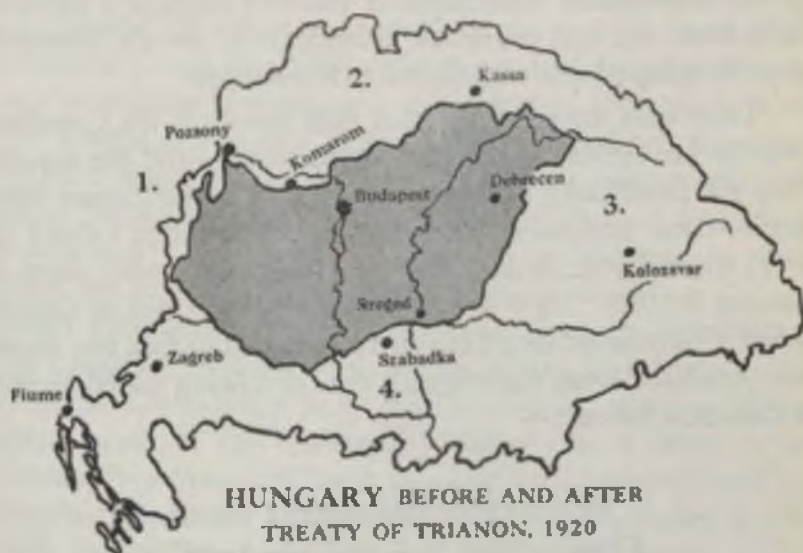 2.
Kassa
Pozsony
Komarom
1.
Budapest
Debrecen
3.
Kolozsvar
Szeged
Szabadka
Zagreb
4.
Fiume
HUNGARY BEFORE AND AFTER
TREATY OF TRIANON, 1920